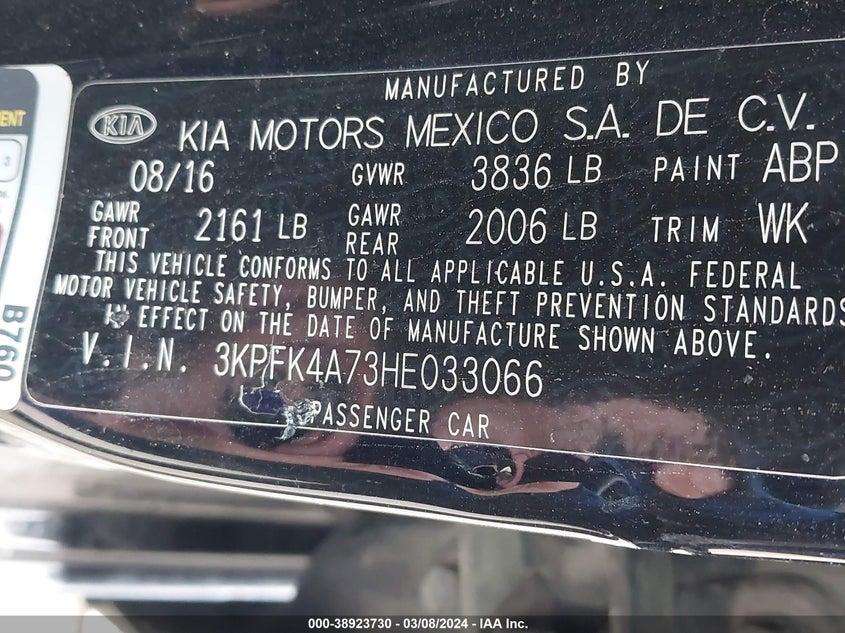 MANUFACTURED BY
KIA KIA MOTORS MEXICO S.A. DE C.V.
08/16 GVWR 3836 LB PAINT ABP
GAWR FRONT 2161 LB GAWR REAR 2006 LB TRIM WK
THIS VEHICLE CONFORMS TO ALL APPLICABLE U.S.A. FEDERAL
MOTOR VEHICLE SAFETY, BUMPER, AND THEFT PREVENTION STANDARDS
EFFECT ON THE DATE OF MANUFACTURE SHOWN ABOVE.
V.I.N. 3KPFK4A73HE033066
PASSENGER CAR
B760
000-38923730 - 03/08/2024 - IAA Inc.